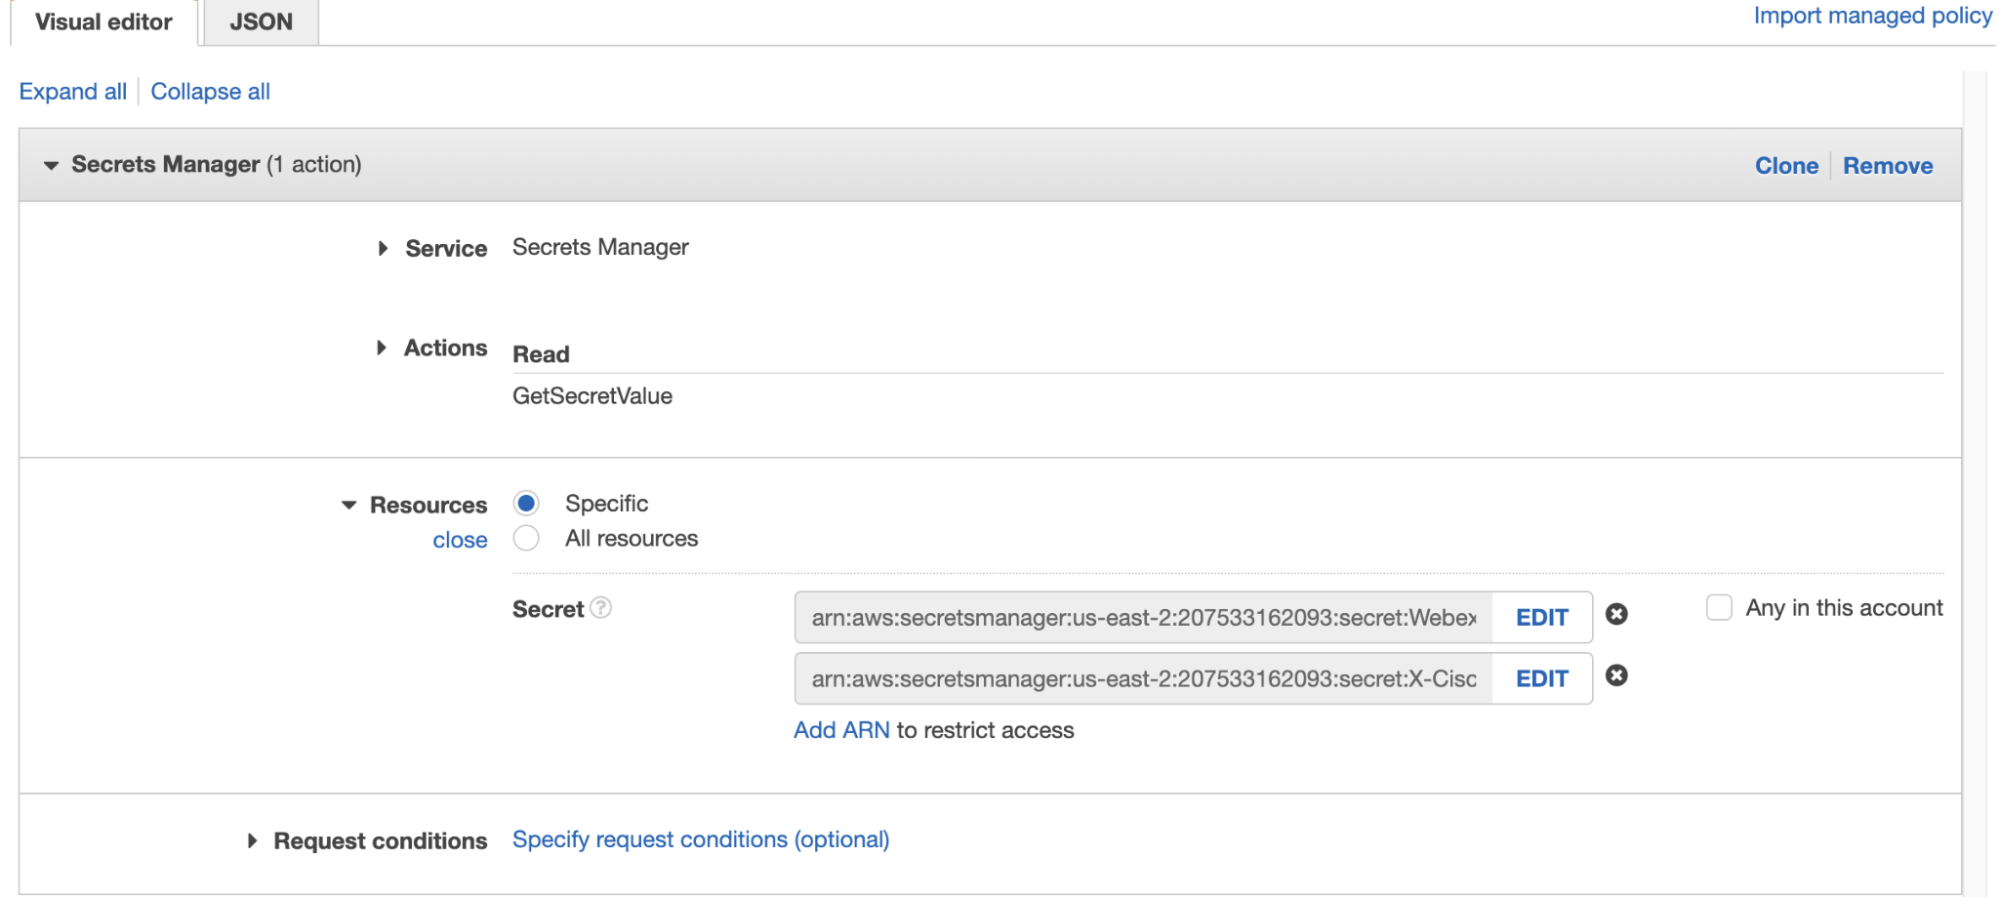 Visual editor JSON Import managed policy
Expand all Collapse all
Secrets Manager (1 action) Clone Remove
Service Secrets Manager
Actions Read
GetSecretValue
Resources Specific
close All resources
Secret ? arn:aws:secretsmanager:us-east-2:207533162093:secret:Webex EDIT Any in this account
arn:aws:secretsmanager:us-east-2:207533162093:secret:X-Cisc EDIT
Add ARN to restrict access
Request conditions Specify request conditions (optional)